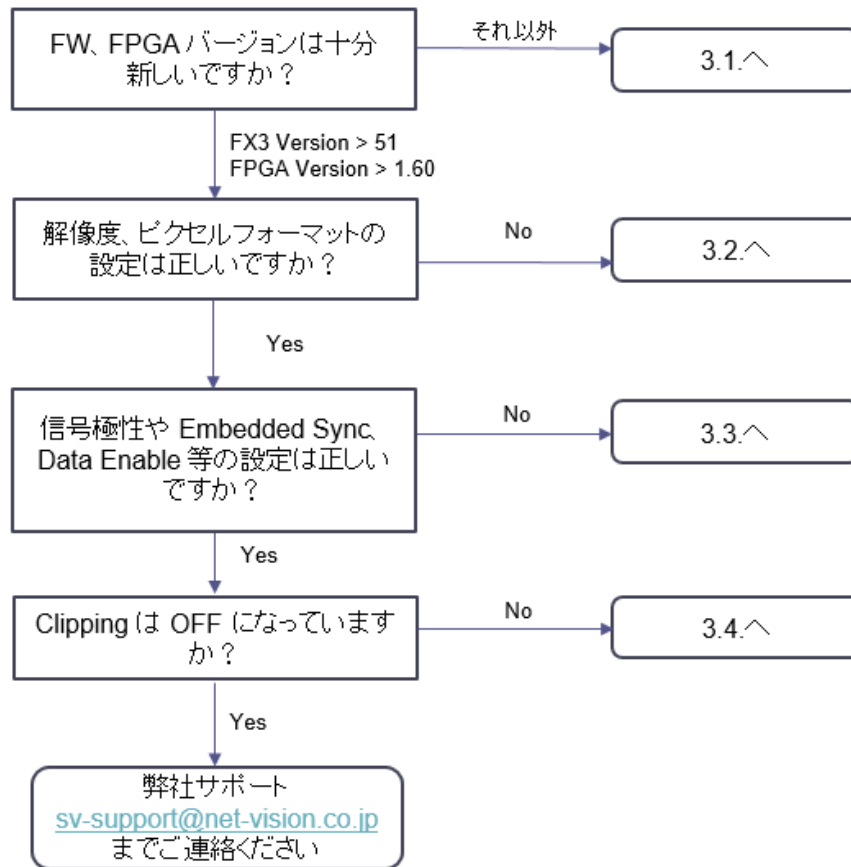 FW、FPGA バージョンは十分
新しいですか？
それ以外
3.1.へ
FX3 Version > 51
FPGA Version > 1.60
解像度、ピクセルフォーマットの
設定は正しいですか？
No
3.2.へ
Yes
信号極性や Embedded Sync、
Data Enable 等の設定は正しい
ですか？
No
3.3.へ
Yes
Clipping は OFF になっています
か？
No
3.4.へ
Yes
弊社サポート
sv-support@net-vision.co.jp
までご連絡ください